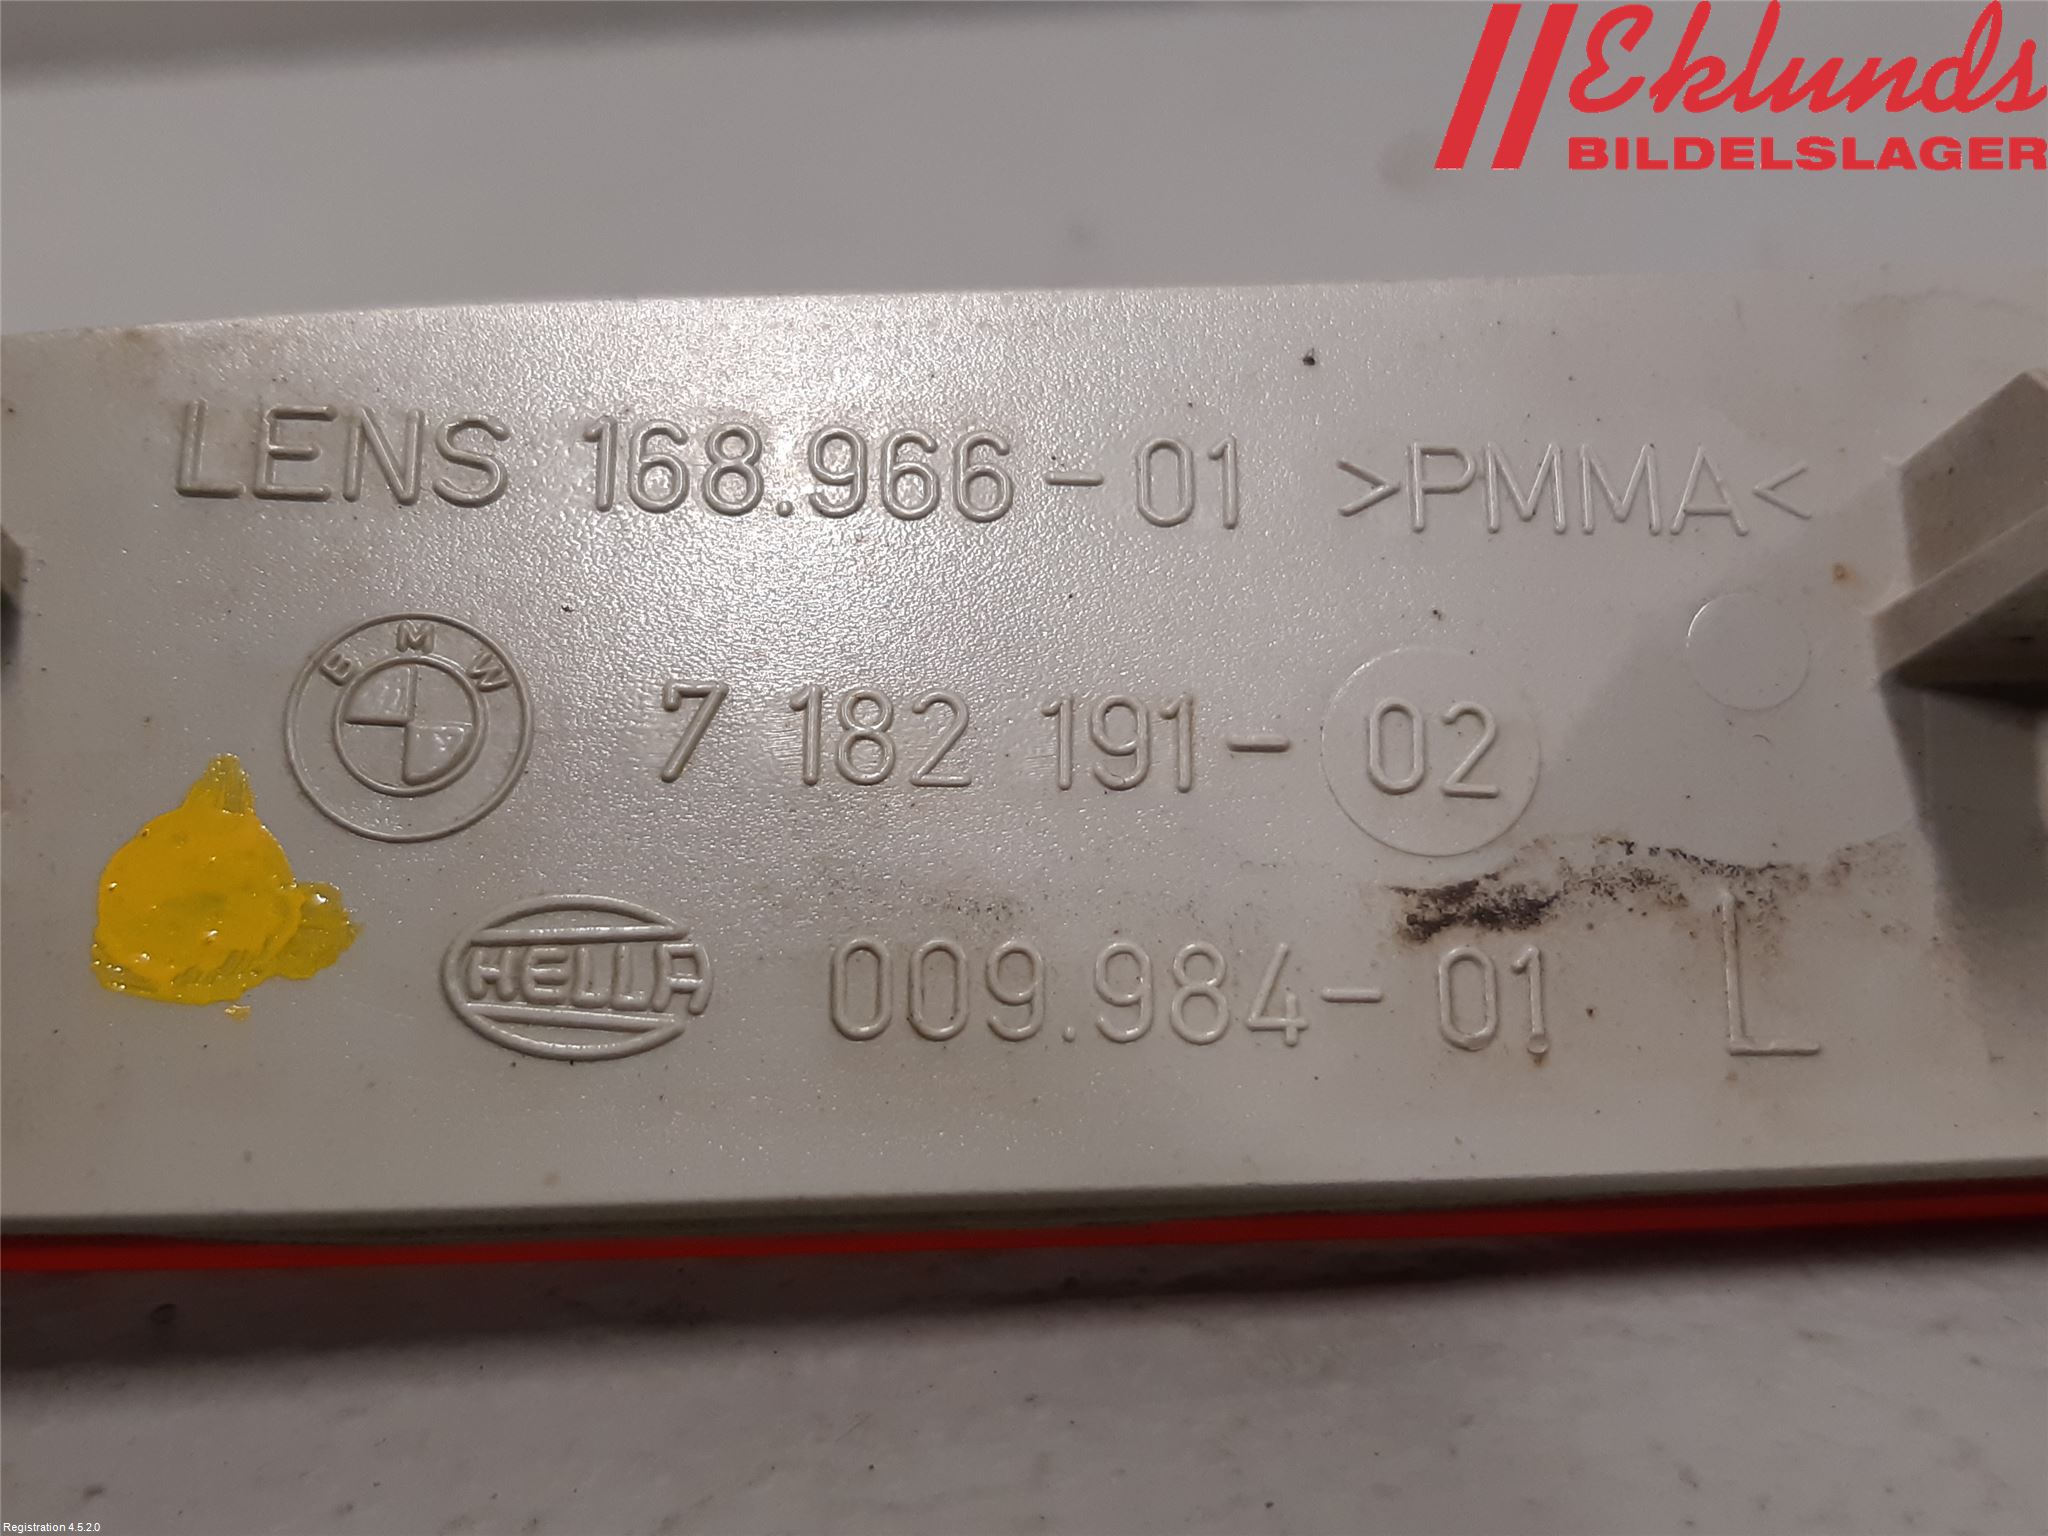 Eklunds
BILDELSLAGER
LENS 168.966-01 >PMMA<
BMW 7 182 191-02
HELLA 009.984-01 L
Registration 4.5.2.0